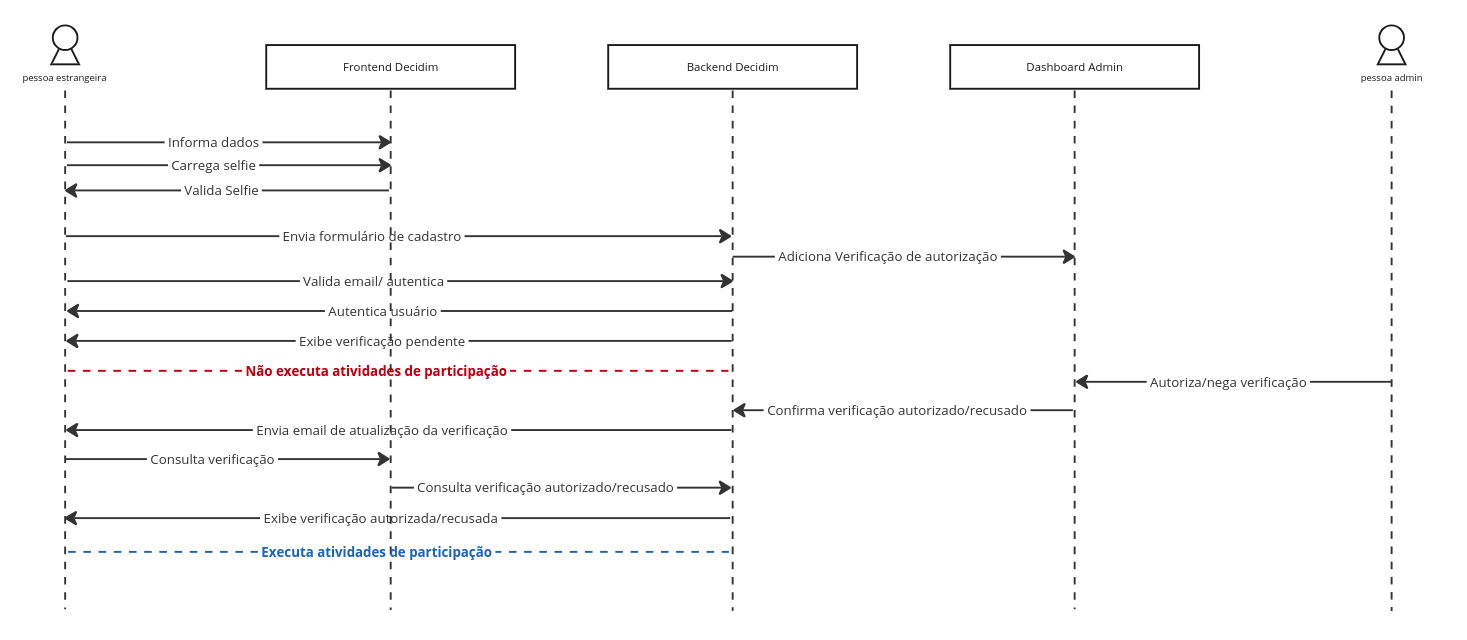 pessoa estrangeira
Frontend Decidim
Backend Decidim
Dashboard Admin
pessoa admin
Informa dados
Carrega selfie
Valida Selfie
Envia formulário de cadastro
Adiciona Verificação de autorização
Valida email/ autentica
Autentica usuário
Exibe verificação pendente
Não executa atividades de participação
Autoriza/nega verificação
Confirma verificação autorizado/recusado
Envia email de atualização da verificação
Consulta verificação
Consulta verificação autorizado/recusado
Exibe verificação autorizada/recusada
Executa atividades de participação